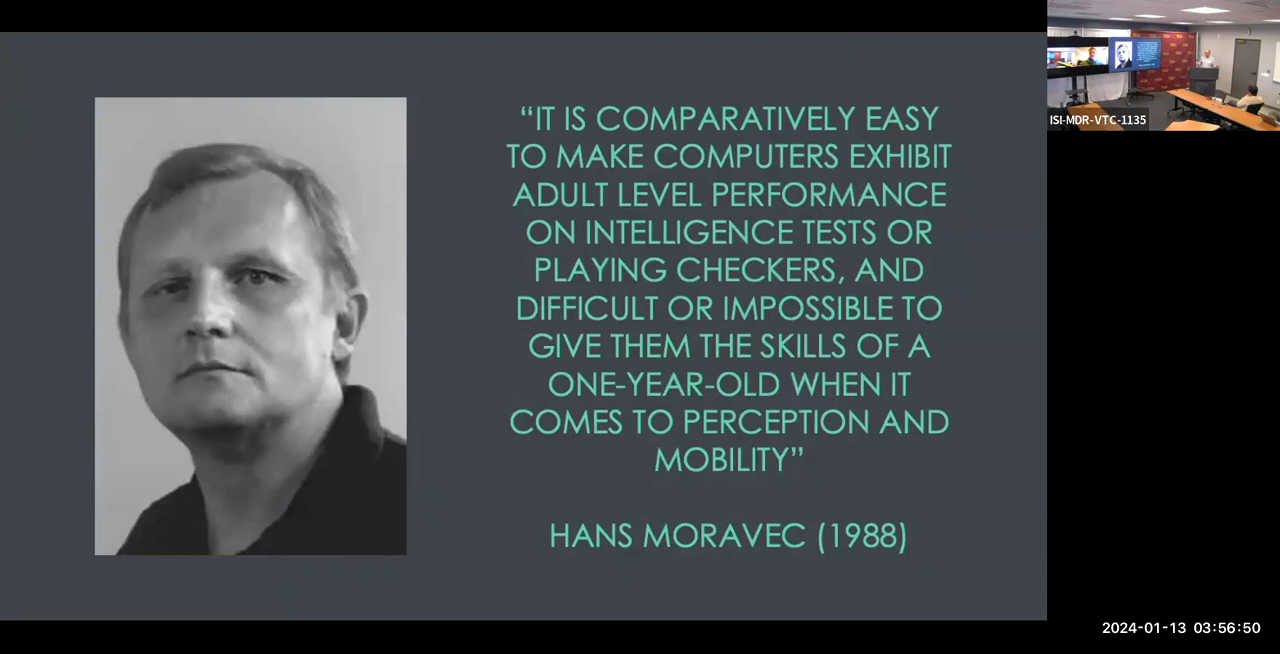 “IT IS COMPARATIVELY EASY
TO MAKE COMPUTERS EXHIBIT
ADULT LEVEL PERFORMANCE
ON INTELLIGENCE TESTS OR
PLAYING CHECKERS, AND
DIFFICULT OR IMPOSSIBLE TO
GIVE THEM THE SKILLS OF A
ONE-YEAR-OLD WHEN IT
COMES TO PERCEPTION AND
MOBILITY”
HANS MORAVEC (1988)
ISI-MDR-VTC-1135
2024-01-13 03:56:50